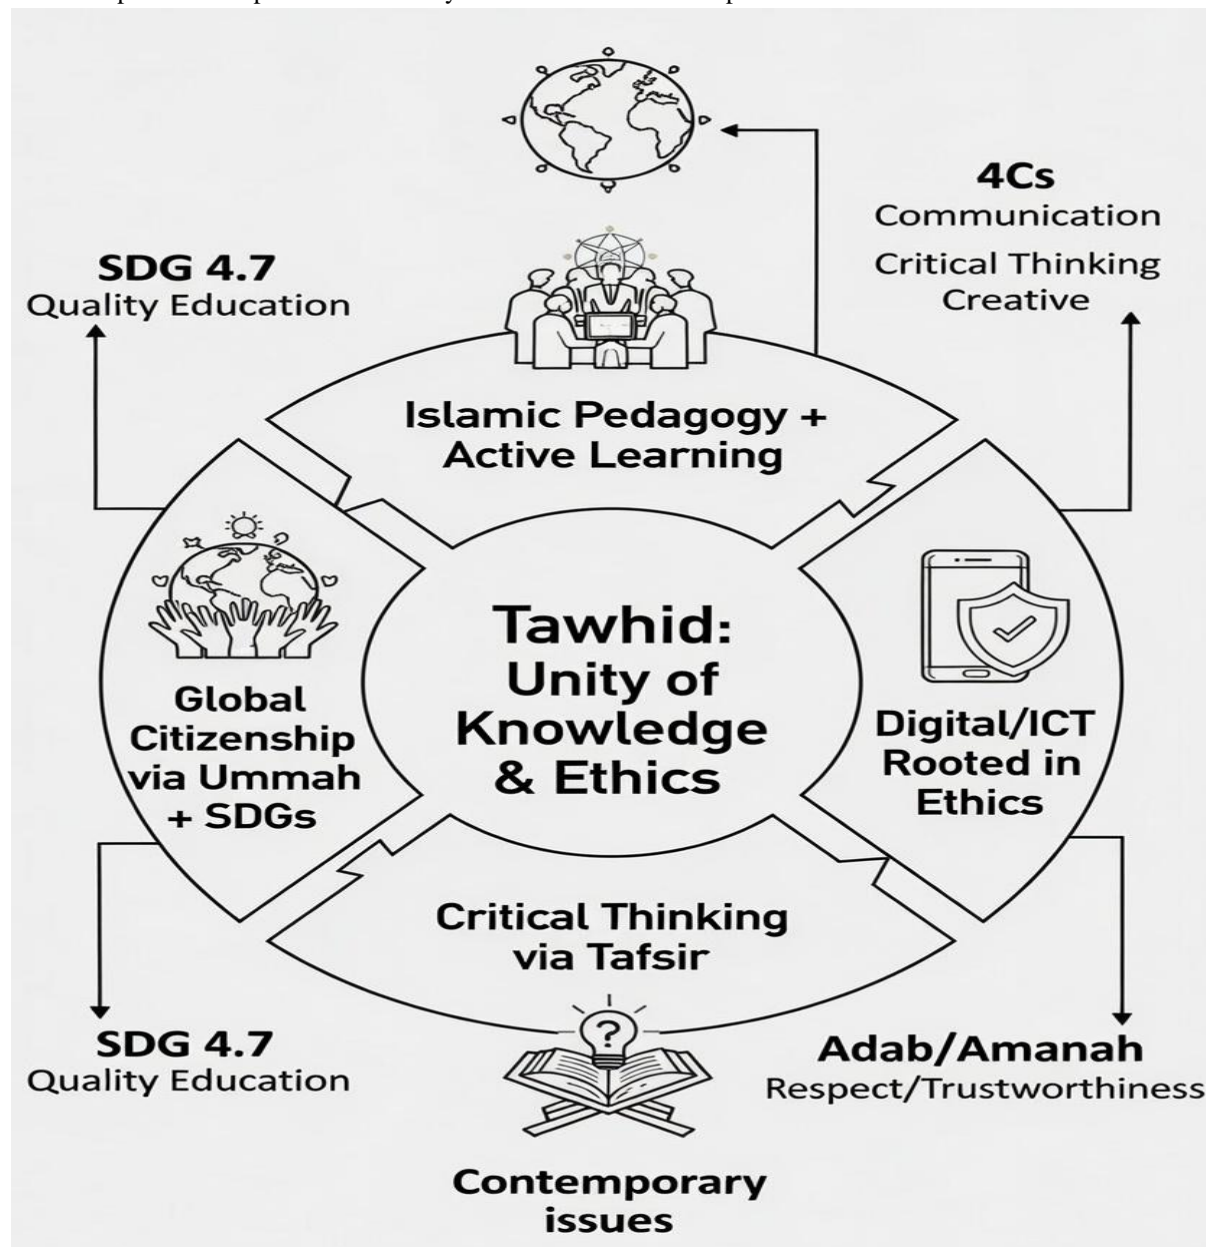 4Cs
Communication
Critical Thinking
Creative
SDG 4.7
Quality Education
Islamic Pedagogy +
Active Learning
Global
Citizenship
via Ummah
+ SDGs
Tawhid:
Unity of
Knowledge
& Ethics
Digital/ICT
Rooted in
Ethics
Critical Thinking
via Tafsir
?
SDG 4.7
Quality Education
Adab/Amanah
Respect/Trustworthiness
Contemporary
issues